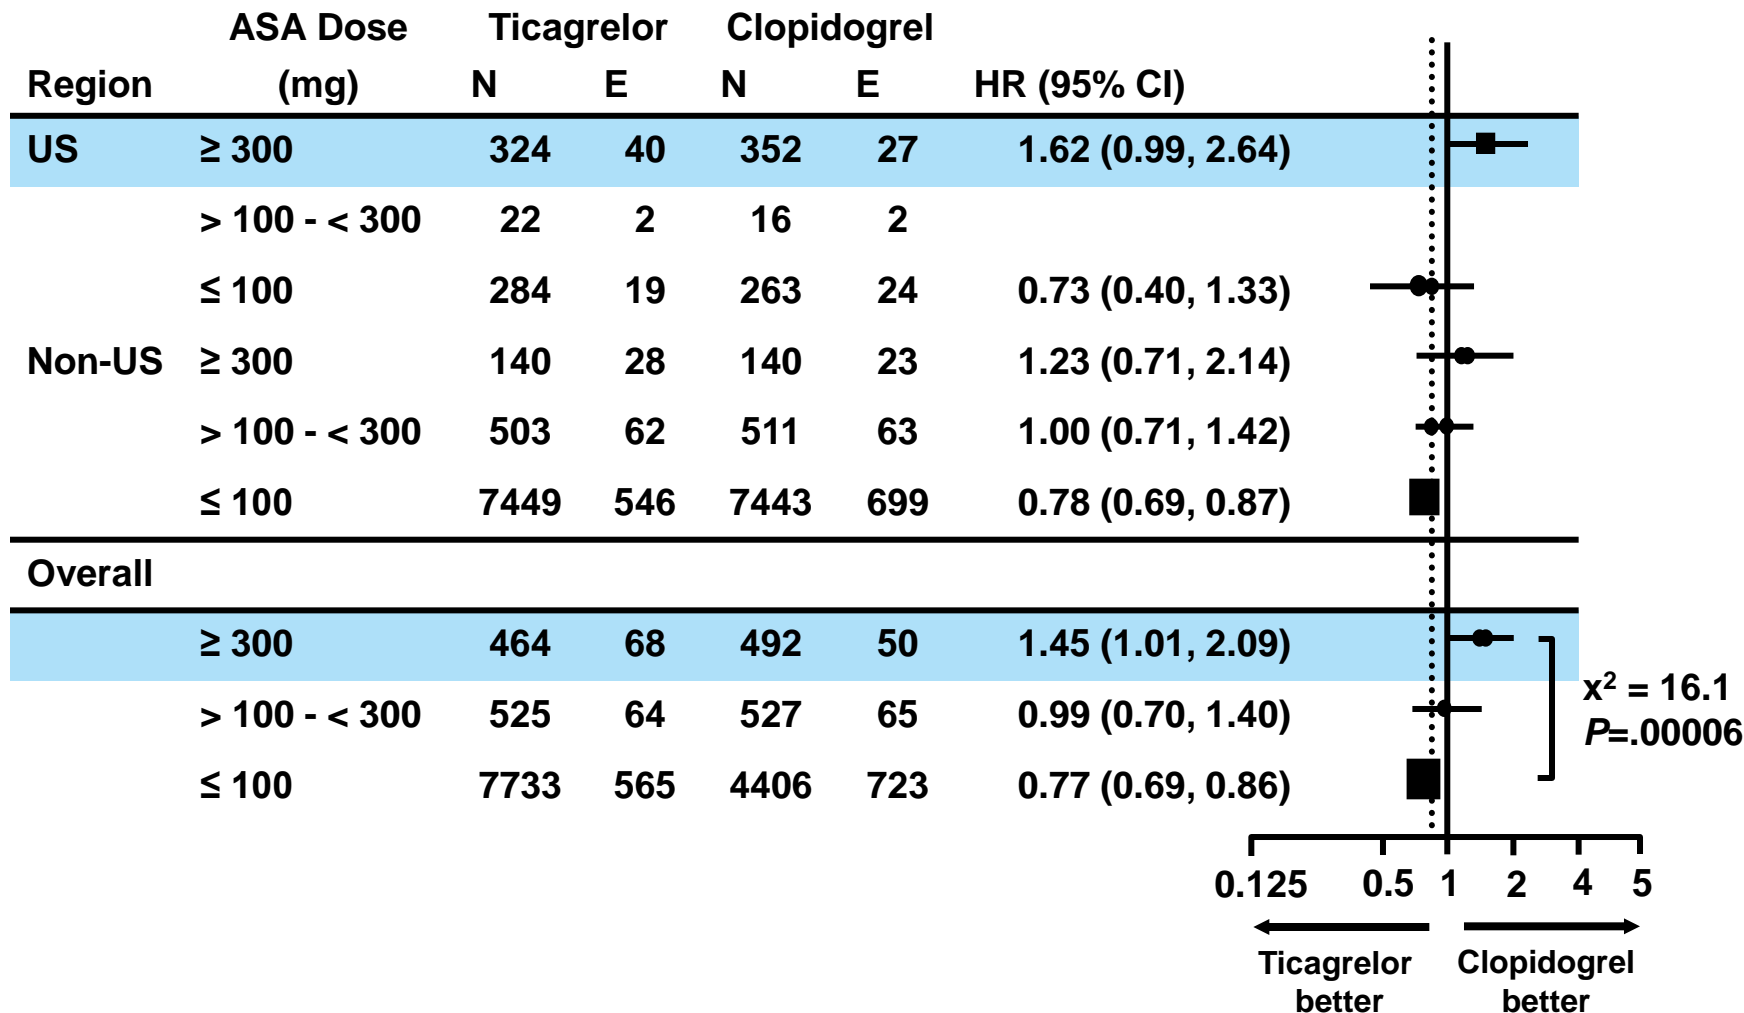 ASA Dose Ticagrelor Clopidogrel
Region (mg) N E N E HR (95% CI)
US ≥ 300 324 40 352 27 1.62 (0.99, 2.64)
> 100 - < 300 22 2 16 2
≤ 100 284 19 263 24 0.73 (0.40, 1.33)
Non-US ≥ 300 140 28 140 23 1.23 (0.71, 2.14)
> 100 - < 300 503 62 511 63 1.00 (0.71, 1.42)
≤ 100 7449 546 7443 699 0.78 (0.69, 0.87)
Overall
≥ 300 464 68 492 50 1.45 (1.01, 2.09)
> 100 - < 300 525 64 527 65 0.99 (0.70, 1.40)
≤ 100 7733 565 4406 723 0.77 (0.69, 0.86)
x² = 16.1
P=.00006
0.125 0.5 1 2 4 5
Ticagrelor better
Clopidogrel better